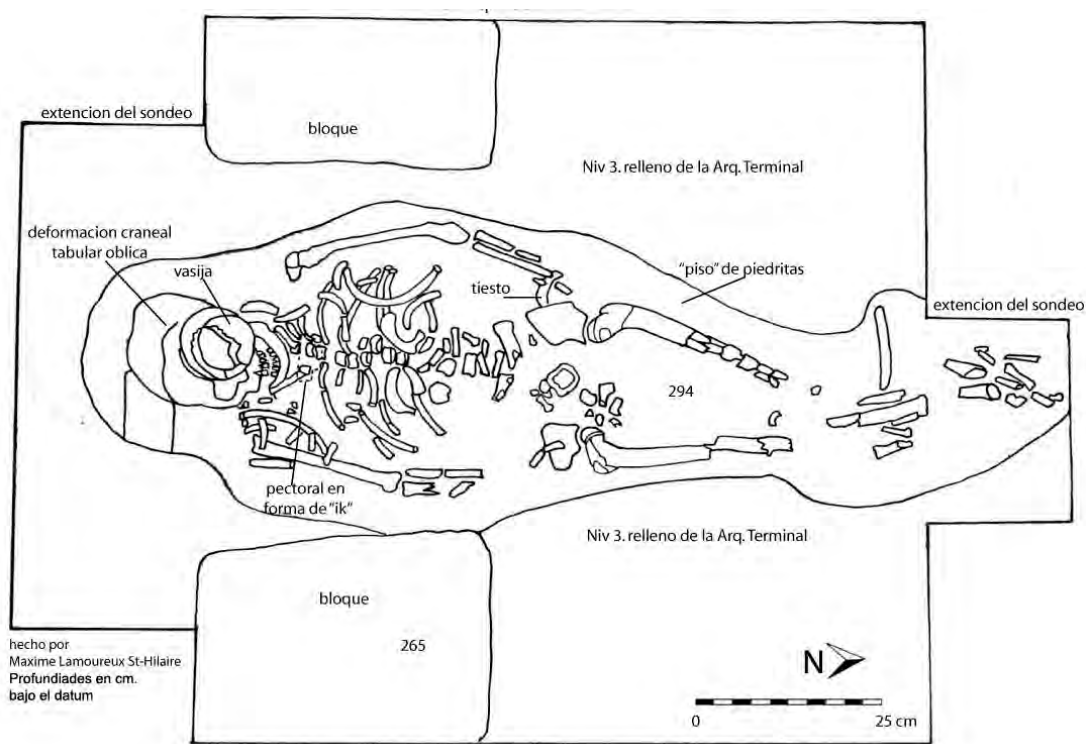 extencion del sondeo
bloque
Niv 3. relleno de la Arq. Terminal
deformacion craneal
tabular oblica
vasija
"piso" de piedritas
tiesto
extencion del sondeo
294
pectoral en
forma de "ik"
Niv 3. relleno de la Arq. Terminal
bloque
265
hecho por
Maxime Lamoureux St-Hilaire
Profundiades en cm.
bajo el datum
N
0 25 cm